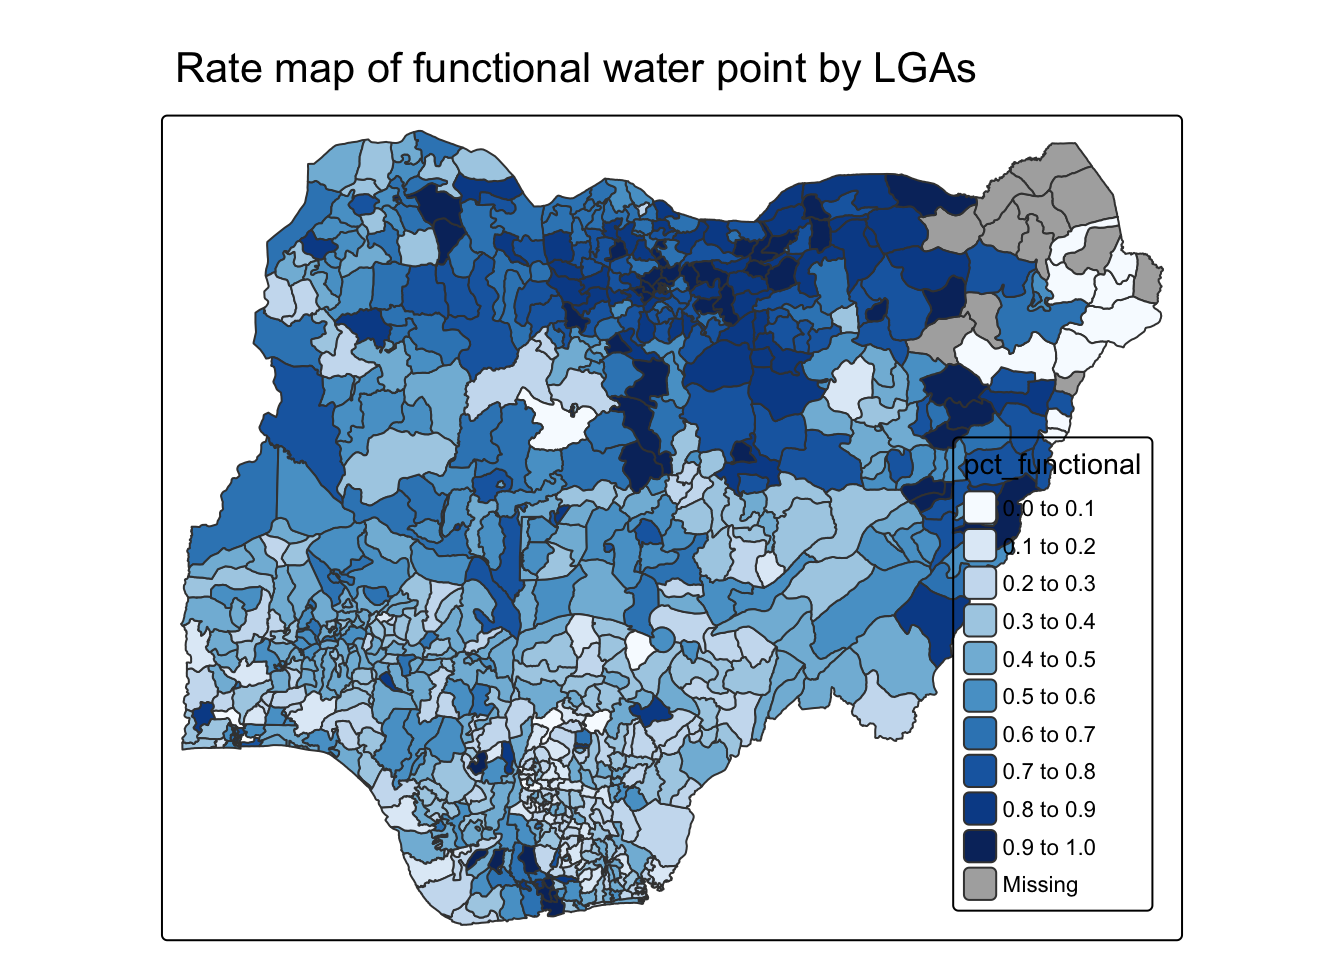 Rate map of functional water point by LGAs
pct_functional
0.0 to 0.1
0.1 to 0.2
0.2 to 0.3
0.3 to 0.4
0.4 to 0.5
0.5 to 0.6
0.6 to 0.7
0.7 to 0.8
0.8 to 0.9
0.9 to 1.0
Missing